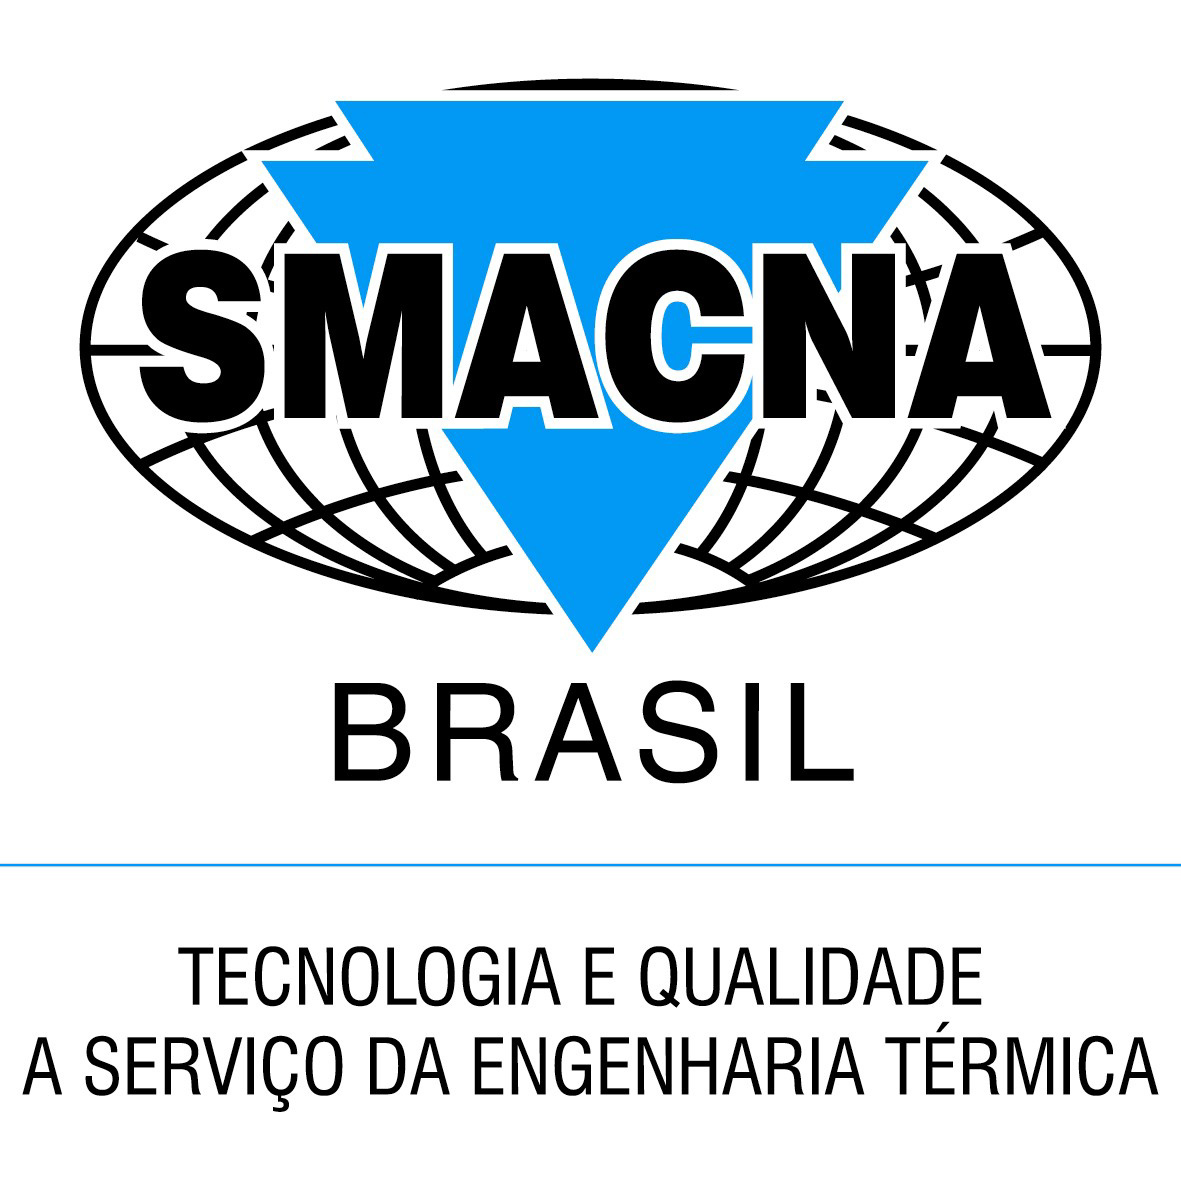 SMACNA
BRASIL
TECNOLOGIA E QUALIDADE
A SERVIÇO DA ENGENHARIA TÉRMICA